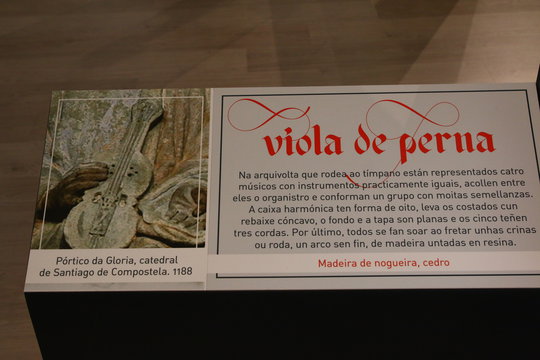 viola de perna
Na arquivolta que rodea ao tímpano están representados catro
músicos con instrumentos practicamente iguais, acollen entre
eles o organistro e conforman un grupo con moitas semellanzas.
A caixa harmónica ten forma de oito, leva os costados cun
rebaixe cóncavo, o fondo e a tapa son planas e os cinco teñen
tres cordas. Por último, todos se fan soar ao fretar unhas crinas
ou roda, un arco sen fin, de madeira untadas en resina.
Madeira de nogueira, cedro
Pórtico da Gloria, catedral
de Santiago de Compostela. 1188